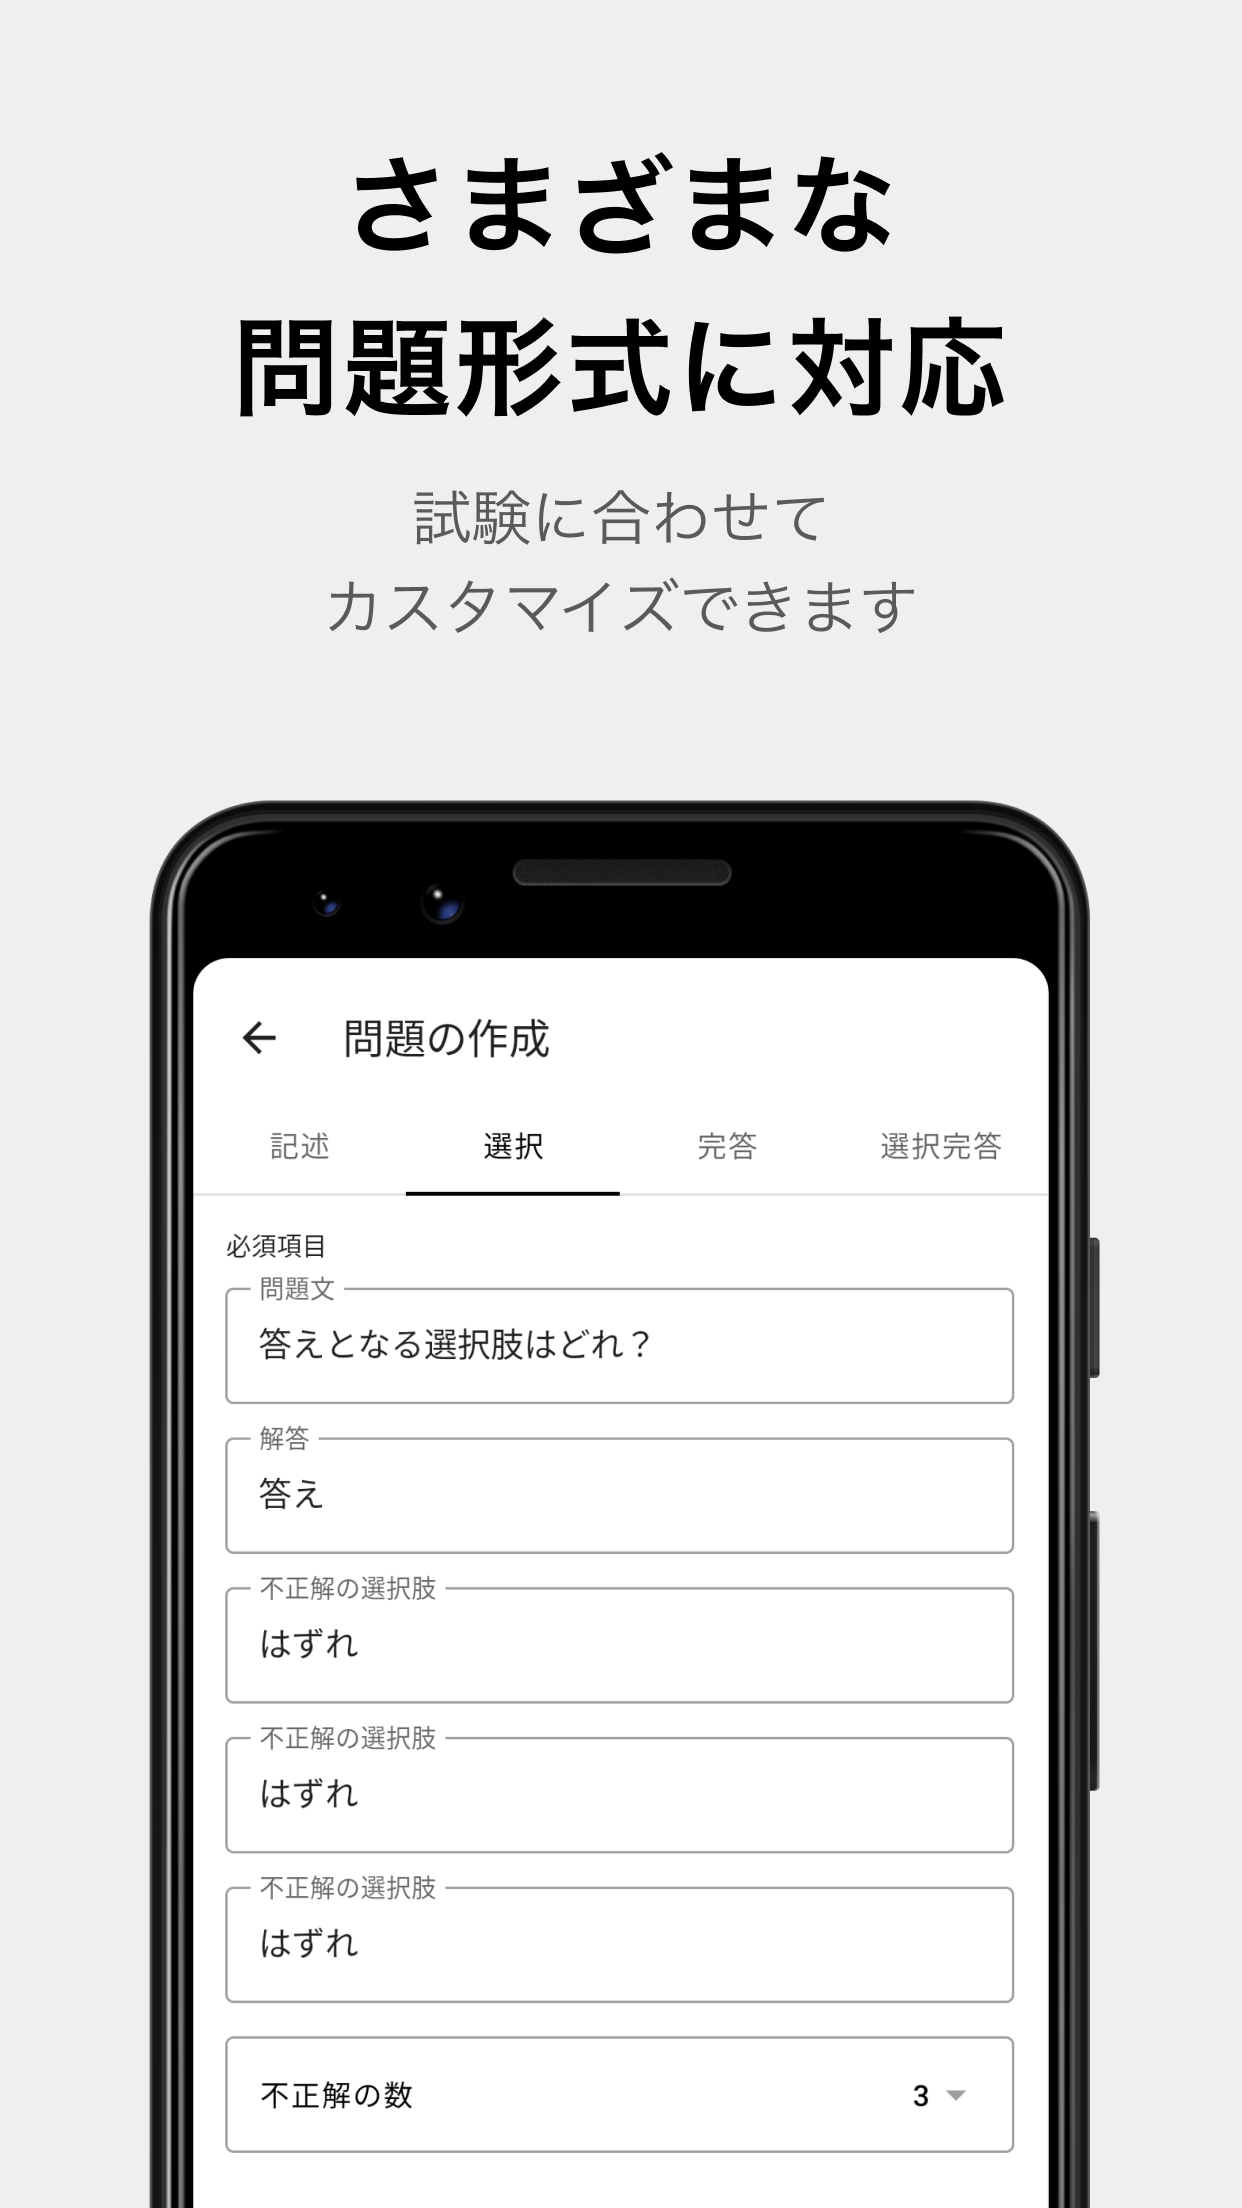 さまざまな
問題形式に対応
試験に合わせて
カスタマイズできます
問題の作成
記述 選択 完答 選択完答
必須項目
問題文
答えとなる選択肢はどれ？
解答
答え
不正解の選択肢
はずれ
不正解の選択肢
はずれ
不正解の選択肢
はずれ
不正解の数 3